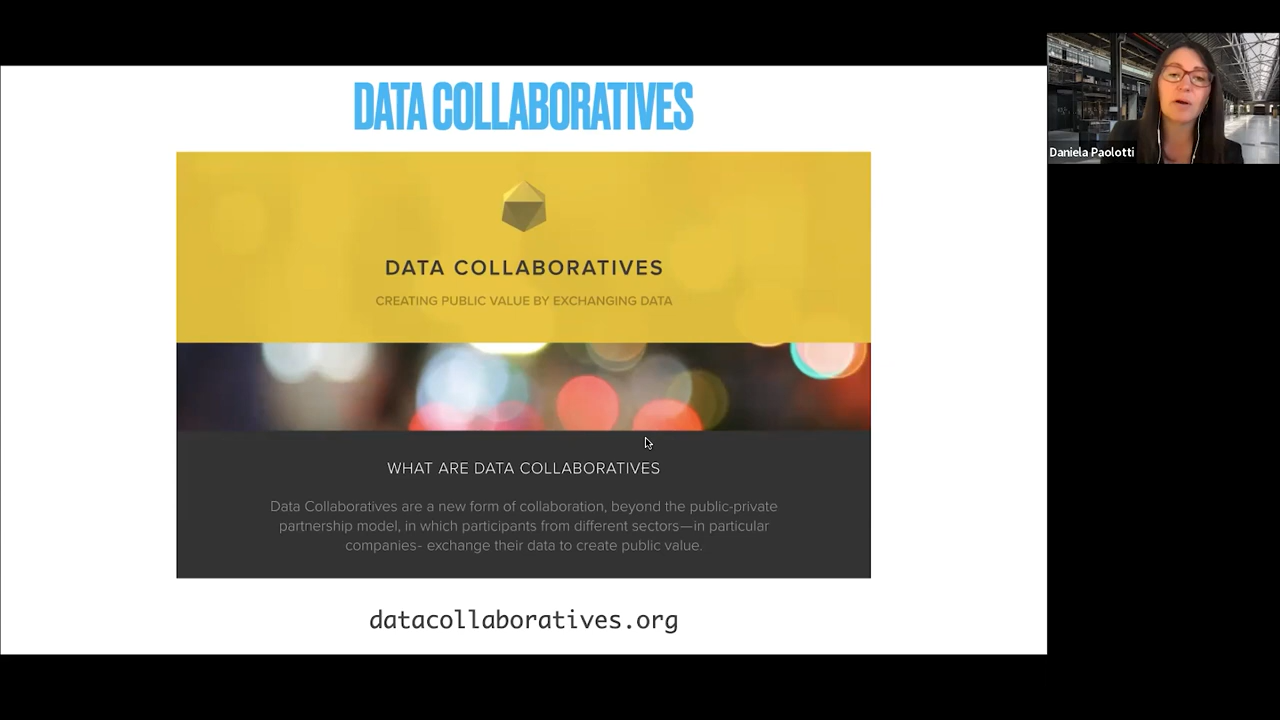 DATA COLLABORATIVES
Daniela Paolotti
DATA COLLABORATIVES
CREATING PUBLIC VALUE BY EXCHANGING DATA
WHAT ARE DATA COLLABORATIVES
Data Collaboratives are a new form of collaboration, beyond the public-private
partnership model, in which participants from different sectors—in particular
companies- exchange their data to create public value.
datacollaboratives.org